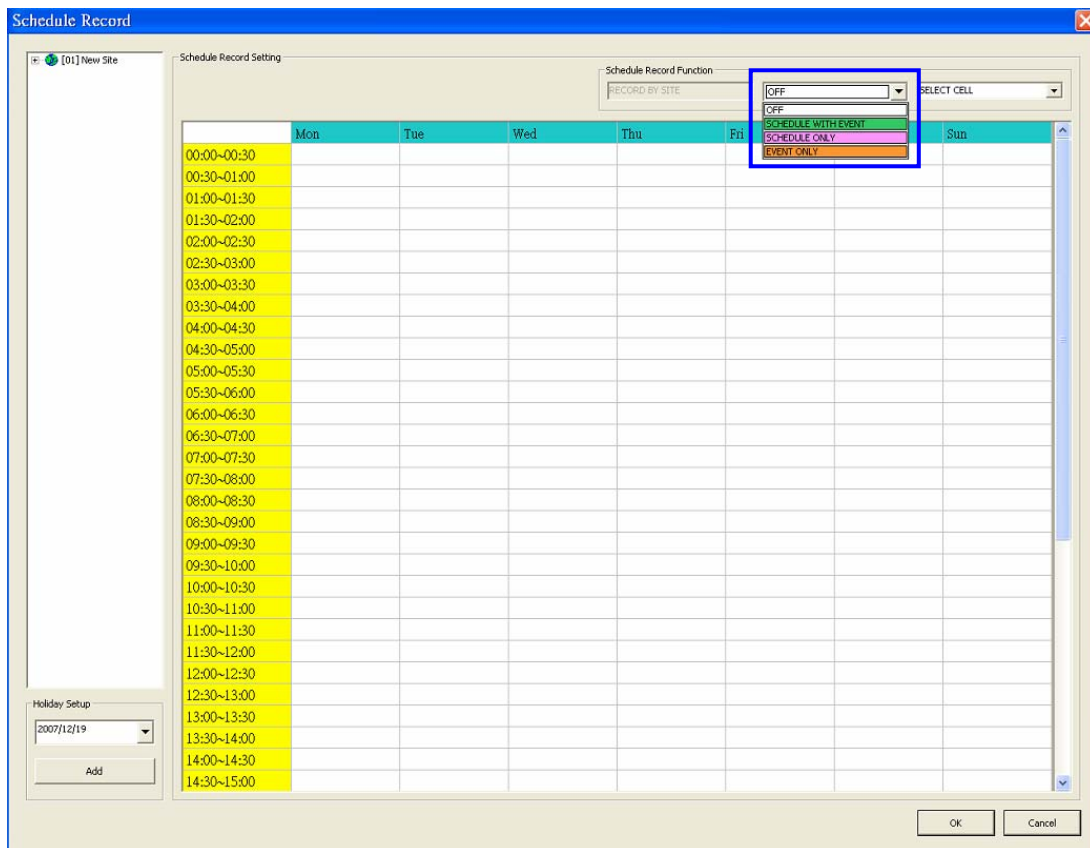 Schedule Record
[01] New Site
Schedule Record Setting
Schedule Record Function
RECORD BY SITE
OFF
SELECT CELL
OFF
SCHEDULE WITH EVENT
SCHEDULE ONLY
EVENT ONLY
Mon Tue Wed Thu Fri Sun
00:00~00:30
00:30~01:00
01:00~01:30
01:30~02:00
02:00~02:30
02:30~03:00
03:00~03:30
03:30~04:00
04:00~04:30
04:30~05:00
05:00~05:30
05:30~06:00
06:00~06:30
06:30~07:00
07:00~07:30
07:30~08:00
08:00~08:30
08:30~09:00
09:00~09:30
09:30~10:00
10:00~10:30
10:30~11:00
11:00~11:30
11:30~12:00
12:00~12:30
12:30~13:00
13:00~13:30
13:30~14:00
14:00~14:30
14:30~15:00
Holiday Setup
2007/12/19
Add
OK
Cancel